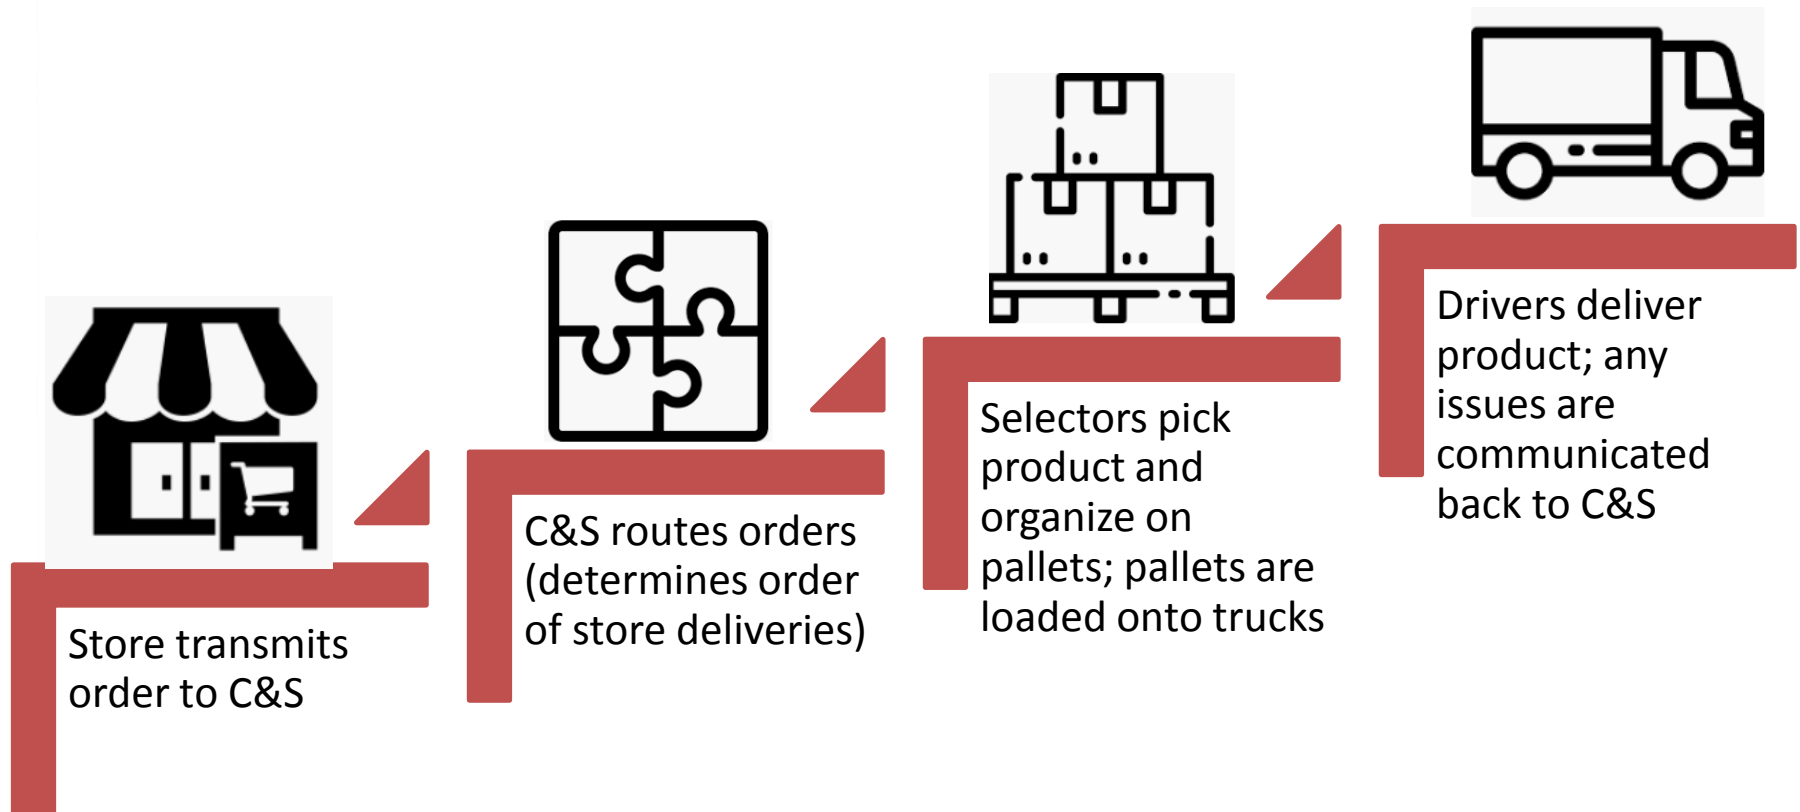 Store transmits
order to C&S
C&S routes orders
(determines order
of store deliveries)
Selectors pick
product and
organize on
pallets; pallets are
loaded onto trucks
Drivers deliver
product; any
issues are
communicated
back to C&S